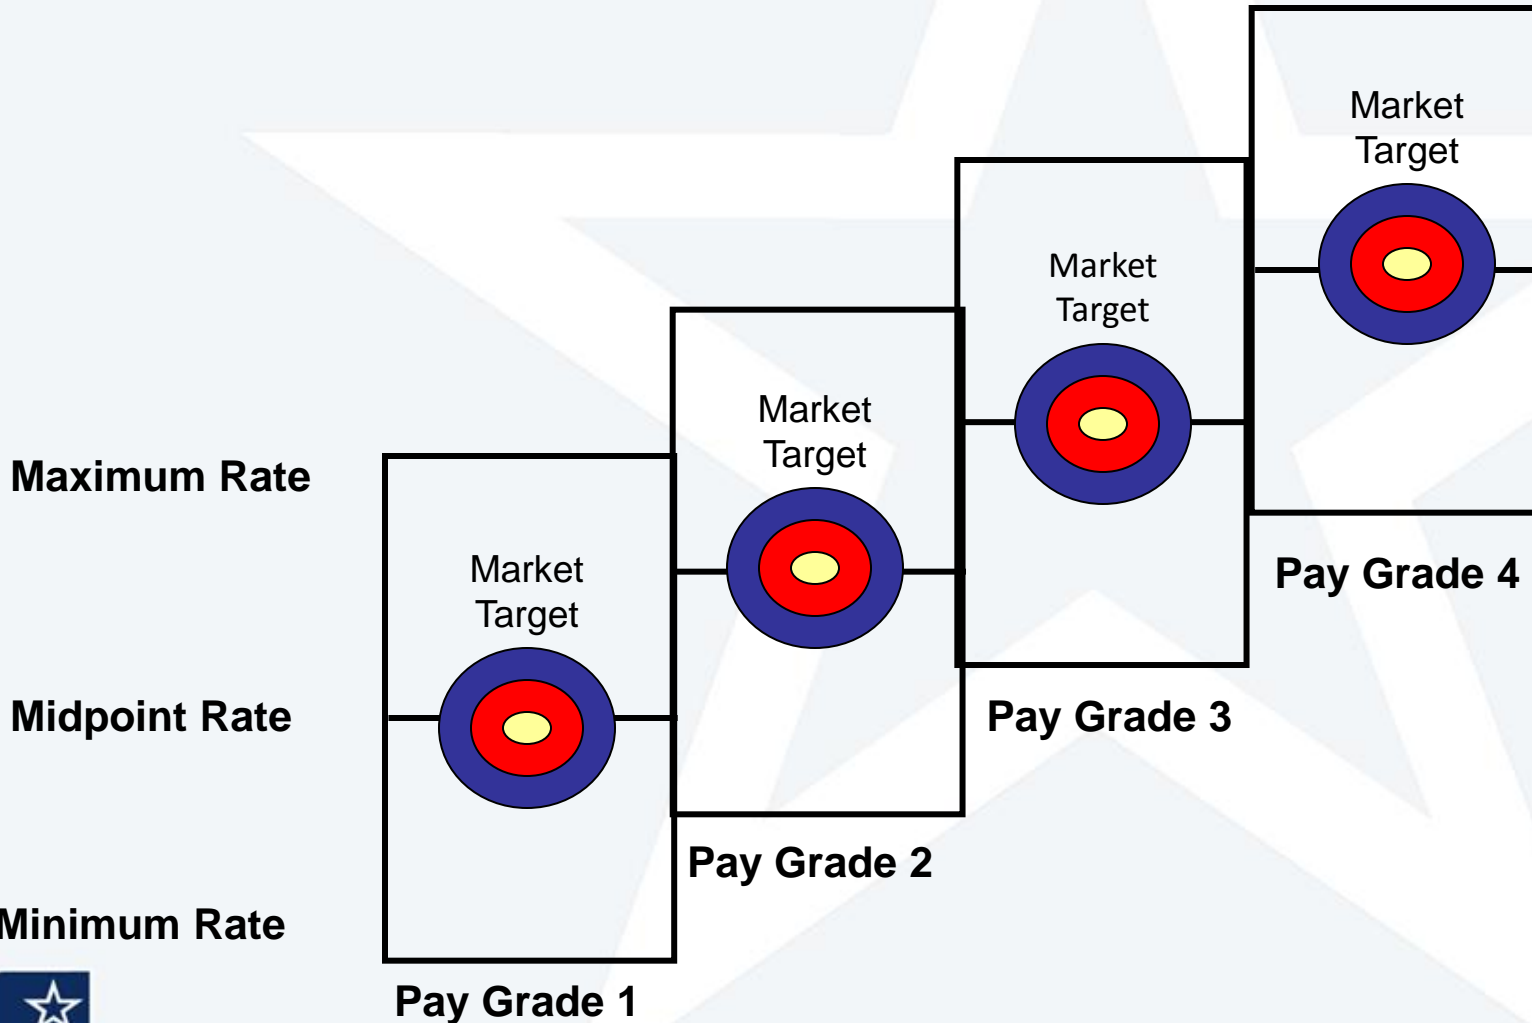 Market
Target
Market
Target
Market
Target
Market
Target
Maximum Rate
Midpoint Rate
Minimum Rate
Pay Grade 1
Pay Grade 2
Pay Grade 3
Pay Grade 4